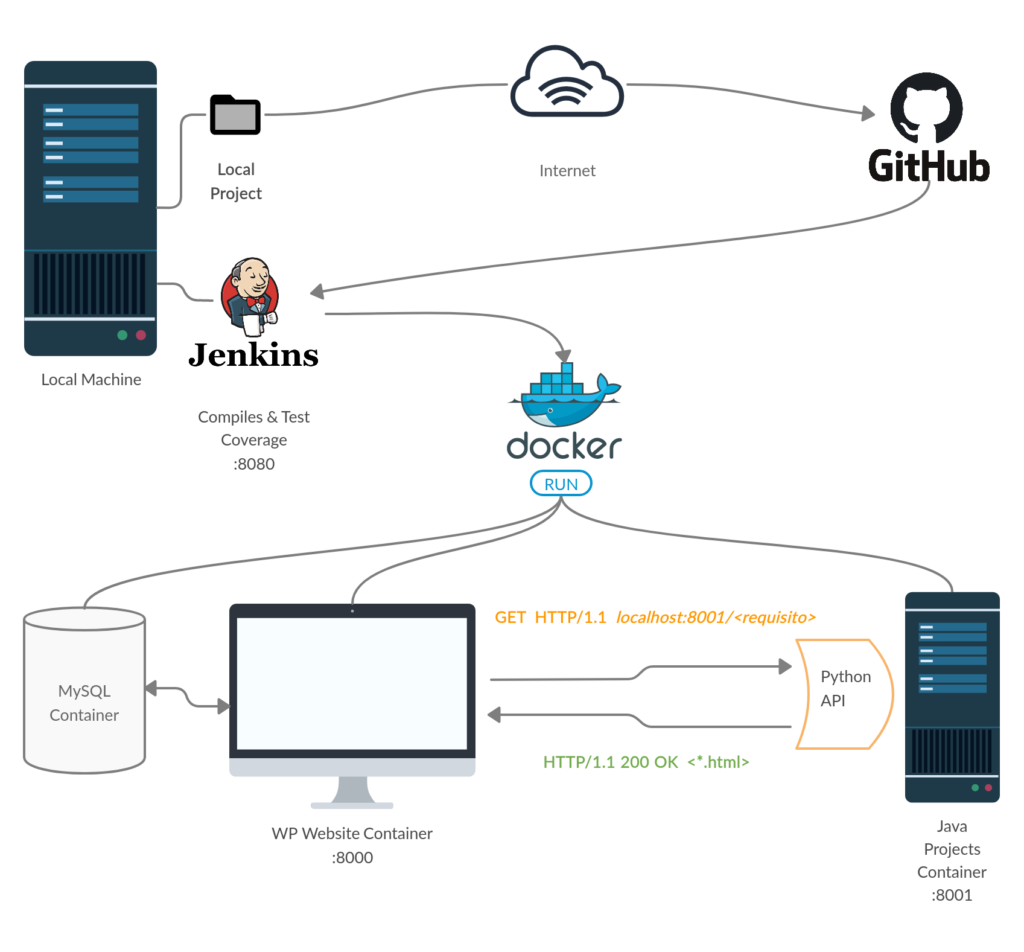 Local
Project
Internet
GitHub
Local Machine
Jenkins
Compiles & Test
Coverage
:8080
docker
RUN
GET HTTP/1.1 localhost:8001/<requisito>
MySQL
Container
Python
API
HTTP/1.1 200 OK <*.html>
WP Website Container
:8000
Java
Projects
Container
:8001